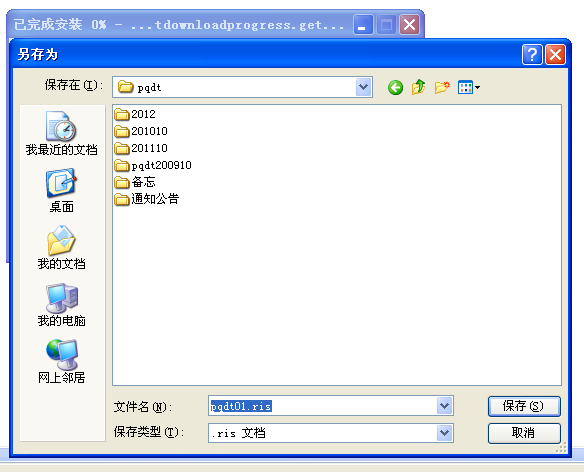 已完成安装 0% - ...tdownloadprogress.get...
另存为
保存在(I):
pqdt
2012
201010
201110
pqdt200910
备忘
通知公告
我最近的文档
桌面
我的文档
我的电脑
网上邻居
文件名(N):
pqdt01.ris
保存(S)
保存类型(T):
.ris 文档
取消